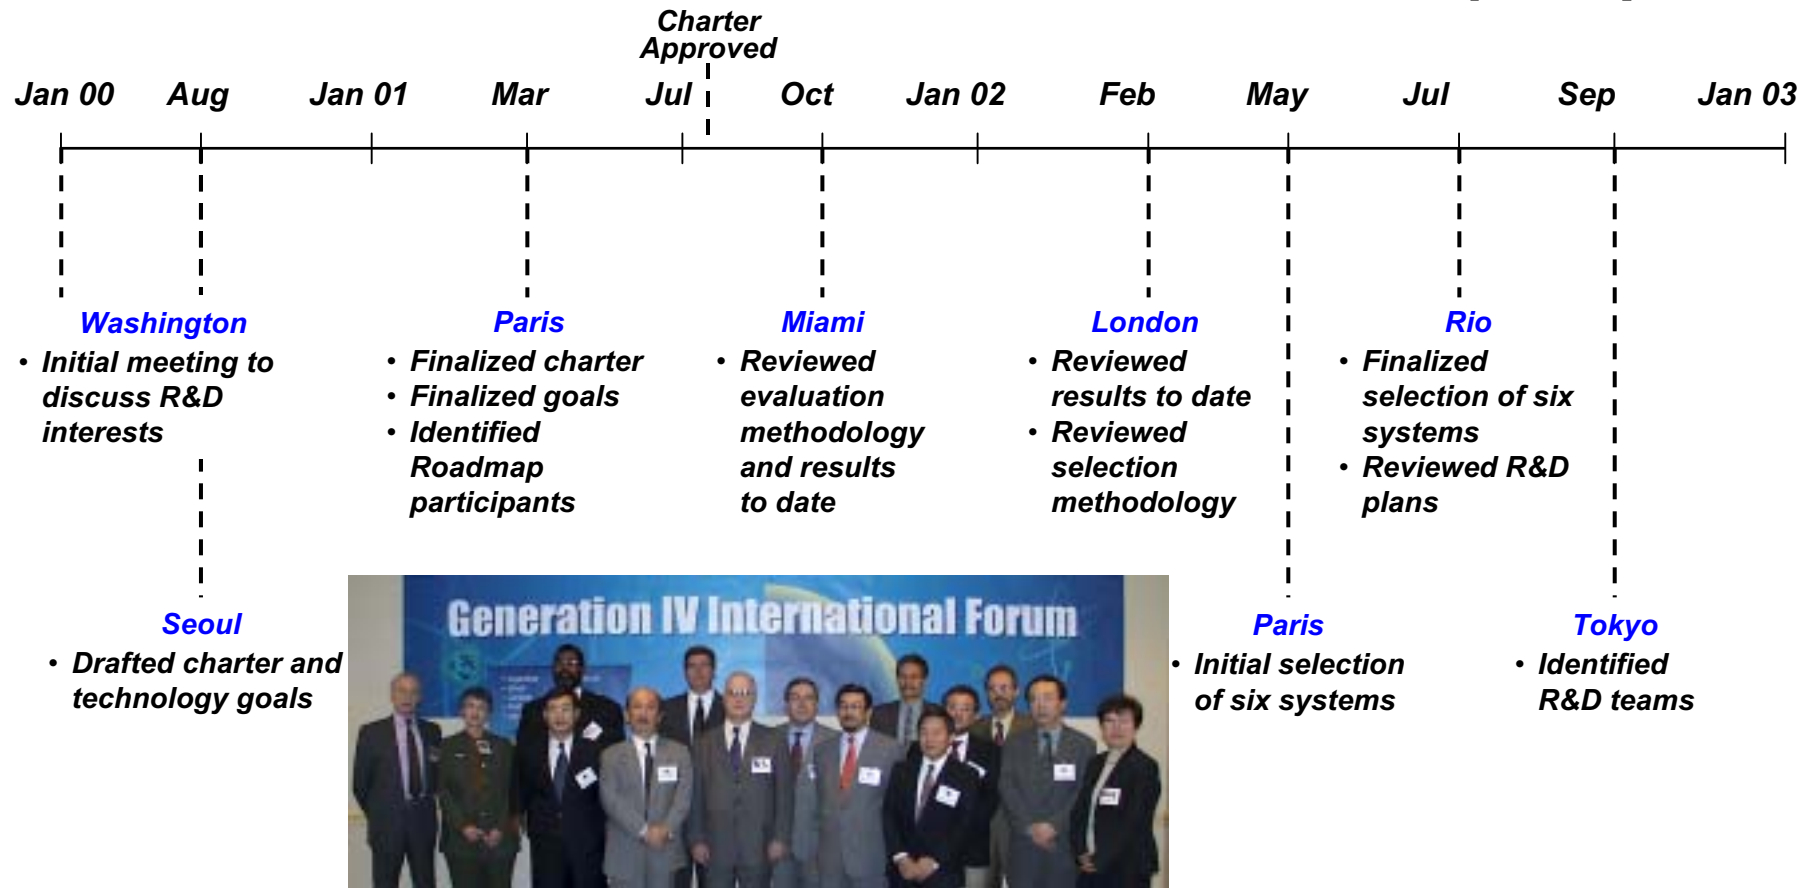 Charter
Approved
Jan 00 Aug Jan 01 Mar Jul Oct Jan 02 Feb May Jul Sep Jan 03
Washington
• Initial meeting to
discuss R&D
interests
Paris
• Finalized charter
• Finalized goals
• Identified
Roadmap
participants
Miami
• Reviewed
evaluation
methodology
and results
to date
London
• Reviewed
results to date
• Reviewed
selection
methodology
Rio
• Finalized
selection of six
systems
• Reviewed R&D
plans
Seoul
• Drafted charter and
technology goals
Generation IV International Forum
Paris
• Initial selection
of six systems
Tokyo
• Identified
R&D teams